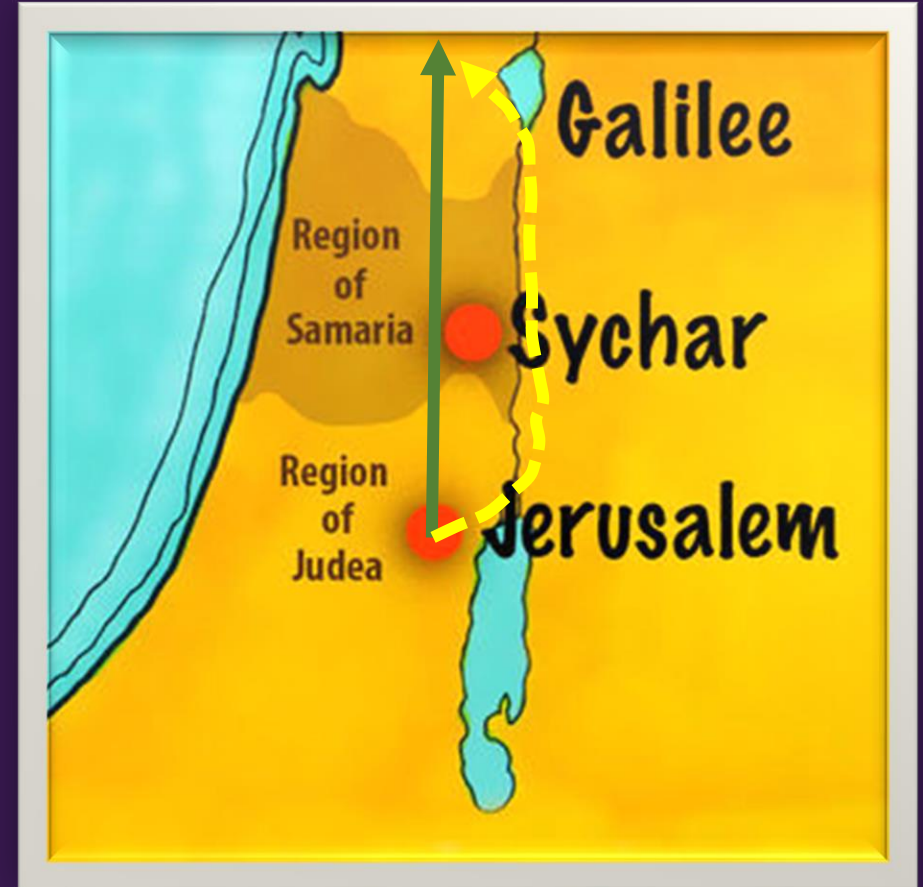 Galilee
Region
of
Samaria
Sychar
Region
of
Judea
Jerusalem